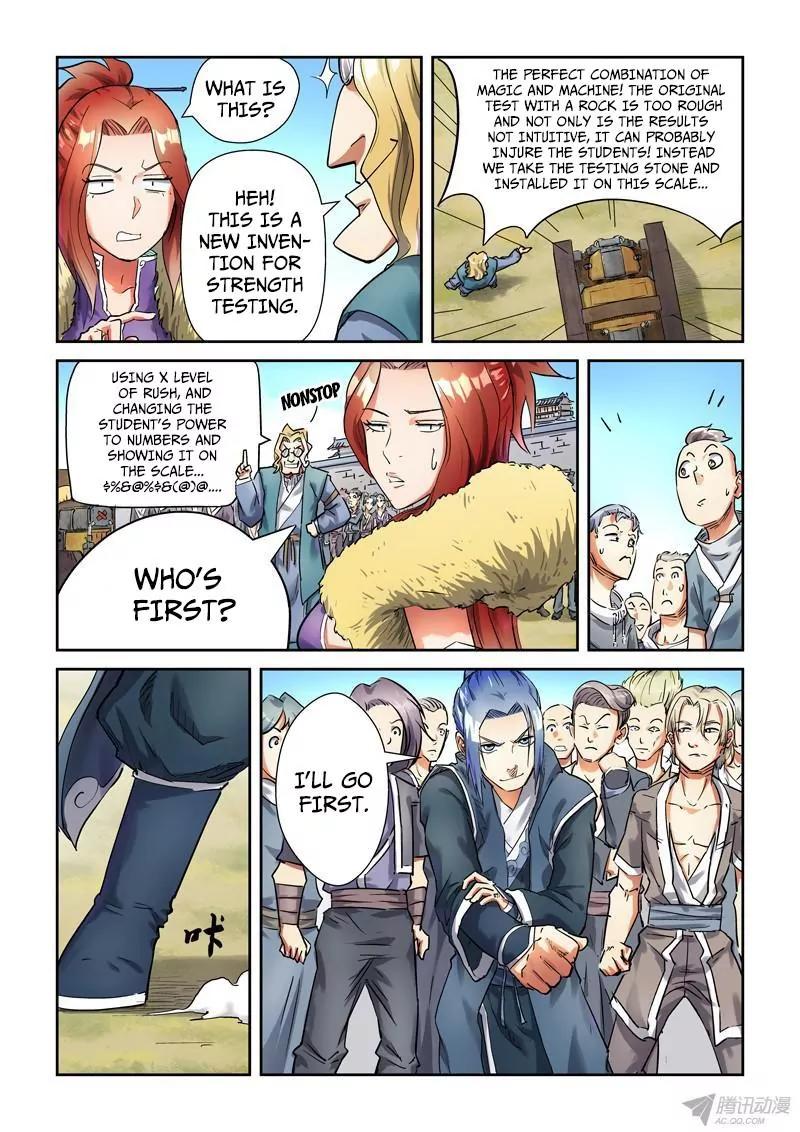 WHAT IS
THIS?
HEH!
THIS IS A
NEW INVEN-
TION FOR
STRENGTH
TESTING.
THE PERFECT COMBINATION OF
MAGIC AND MACHINE! THE ORIGINAL
TEST WITH A ROCK IS TOO ROUGH
AND NOT ONLY IS THE RESULTS
NOT INTUITIVE, IT CAN PROBABLY
INJURE THE STUDENTS! INSTEAD
WE TAKE THE TESTING STONE AND
INSTALLED IT ON THIS SCALE...
USING X LEVEL
OF RUSH, AND
CHANGING THE
STUDENT'S POWER
TO NUMBERS AND
SHOWING IT ON
THE SCALE...
$%&@%$&(@)@....
NONSTOP
WHO'S
FIRST?
咔
I'LL GO
FIRST.
腾讯动漫
AC.QQ.COM